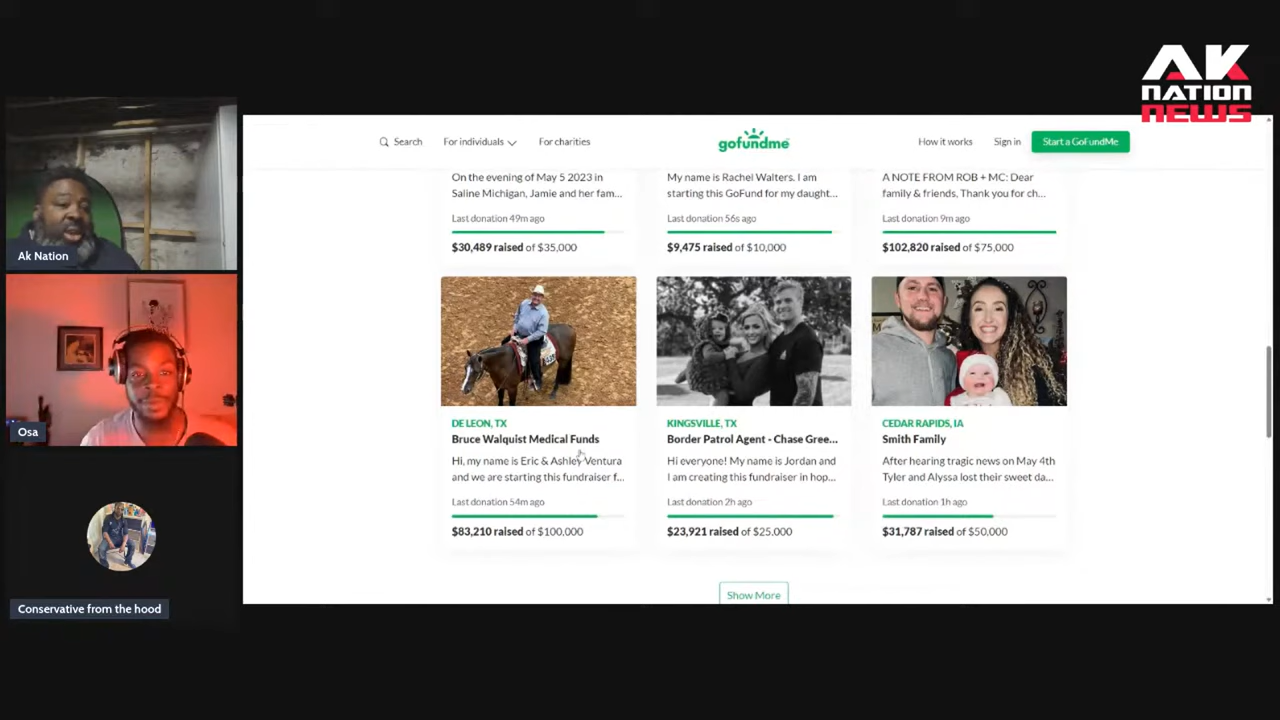 AK
NATION
NEWS
Search
For individuals
For charities
gofundme
How it works
Sign in
Start a GoFundMe
On the evening of May 5 2023 in
Saline Michigan, Jamie and her fam...
Last donation 49m ago
$30,489 raised of $35,000
My name is Rachel Walters. I am
starting this GoFund for my daught...
Last donation 56s ago
$9,475 raised of $10,000
A NOTE FROM ROB + MC: Dear
family & friends, Thank you for ch...
Last donation 9m ago
$102,820 raised of $75,000
DE LEON, TX
Bruce Walquist Medical Funds
Hi, my name is Eric & Ashley Ventura
and we are starting this fundraiser f...
Last donation 54m ago
$83,210 raised of $100,000
KINGSVILLE, TX
Border Patrol Agent - Chase Gree...
Hi everyone! My name is Jordan and
I am creating this fundraiser in hop...
Last donation 2h ago
$23,921 raised of $25,000
CEDAR RAPIDS, IA
Smith Family
After hearing tragic news on May 4th
Tyler and Alyssa lost their sweet da...
Last donation 1h ago
$31,787 raised of $50,000
Show More
Ak Nation
Osa
Conservative from the hood